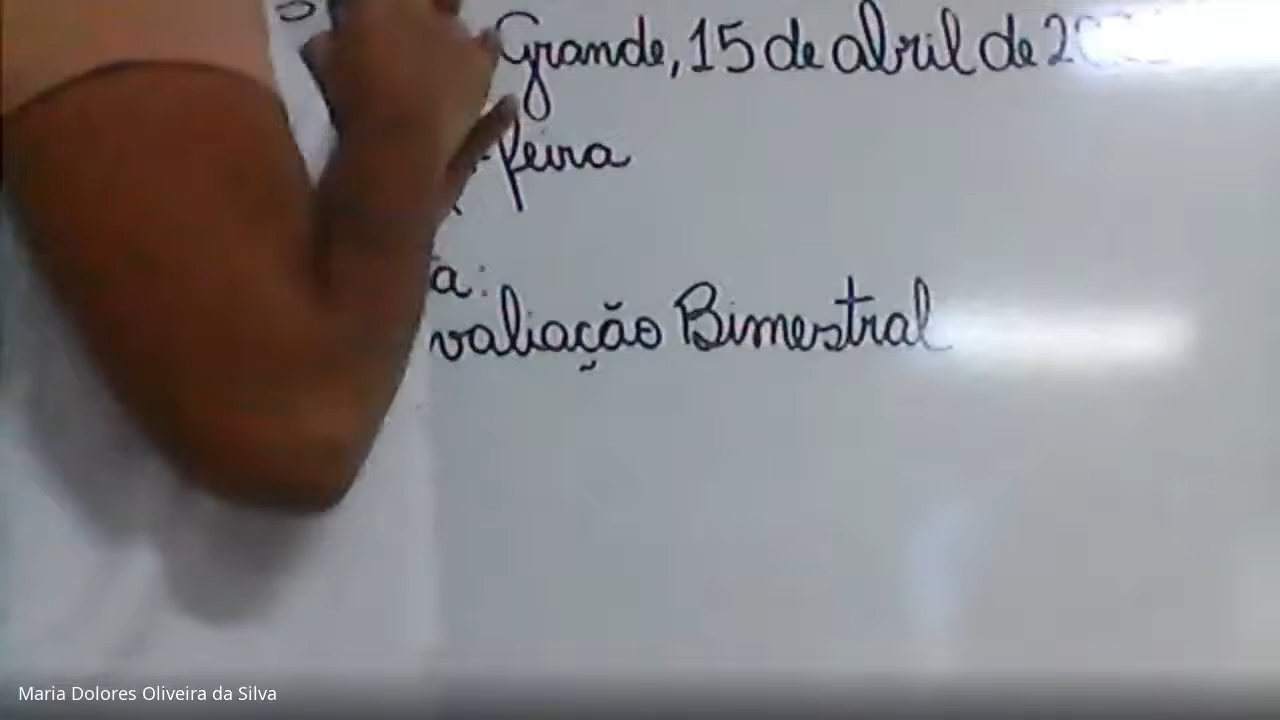 Grande, 15 de abril de
feira
a:
valiação Bimestral
Maria Dolores Oliveira da Silva